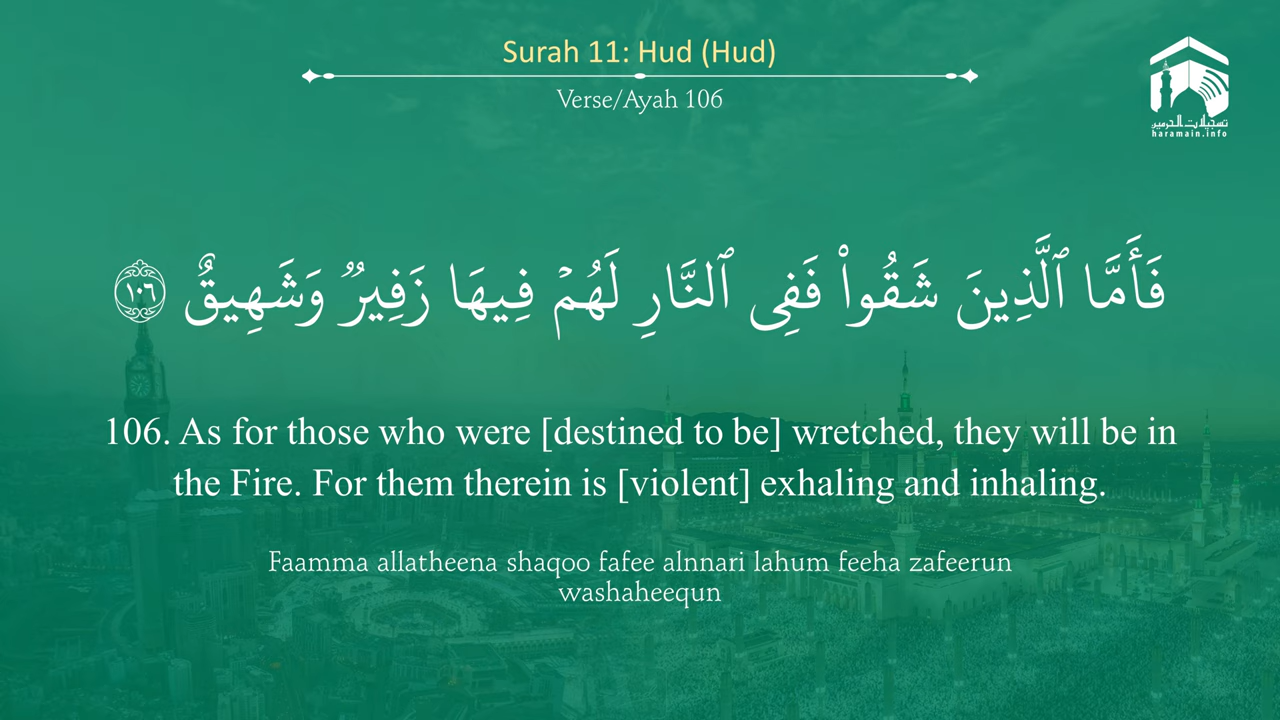 Surah 11: Hud (Hud)
Verse/Ayah 106
تسجيلات الحرمين
haramain.info
فَأَمَّا ٱلَّذِينَ شَقُوا۟ فَفِى ٱلنَّارِ لَهُمْ فِيهَا زَفِيرٌ وَشَهِيقٌ ١٠٦
106. As for those who were [destined to be] wretched, they will be in
the Fire. For them therein is [violent] exhaling and inhaling.
Faamma allatheena shaqoo fafee alnnari lahum feeha zafeerun
washaheequn